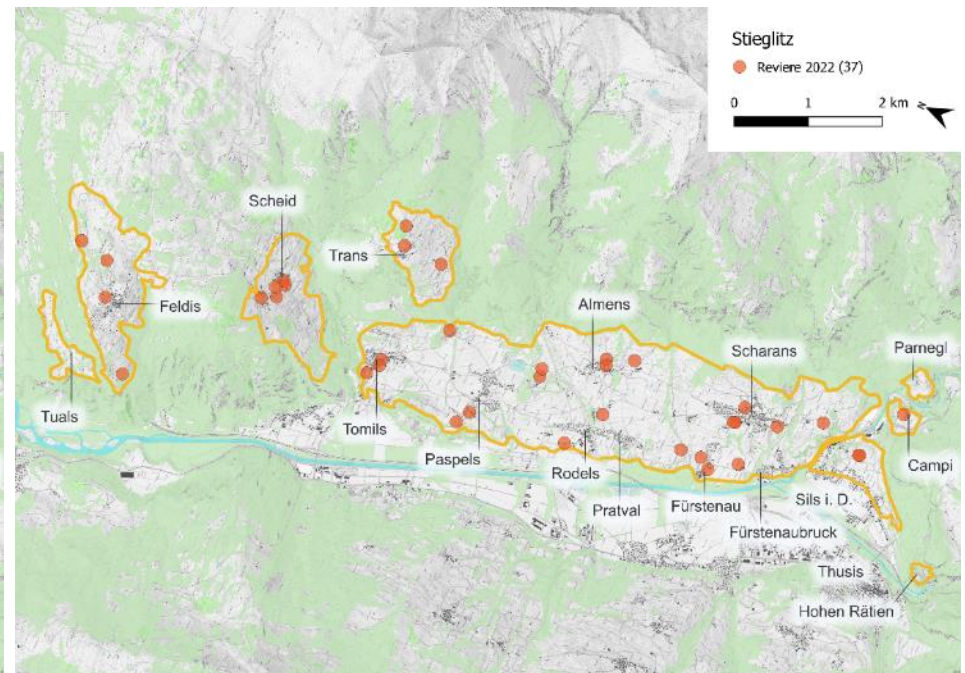 Stieglitz
Reviere 2022 (37)
0 1 2 km
N
Scheid
Trans
Feldis
Almens
Scharans
Parnegl
Tuals
Tomils
Paspels
Rodels
Pratval
Fürstenau
Fürstenaubruck
Sils i. D.
Campi
Thusis
Hohen Rätien